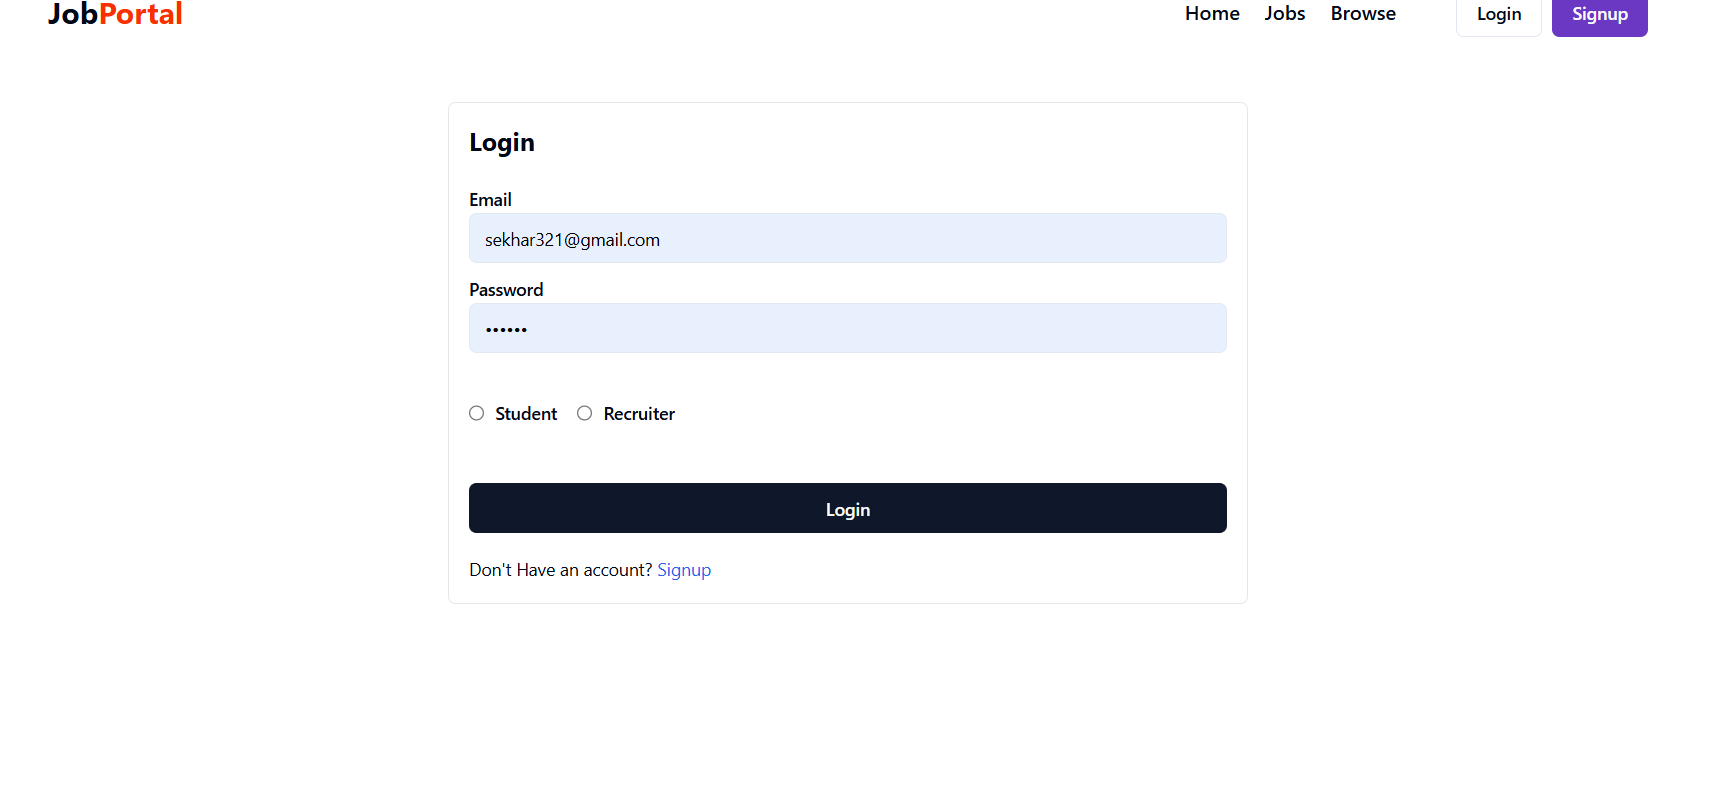 JobPortal Home Jobs Browse Login Signup
Login
Email
sekhar321@gmail.com
Password
••••••
Student Recruiter
Login
Don't Have an account? Signup